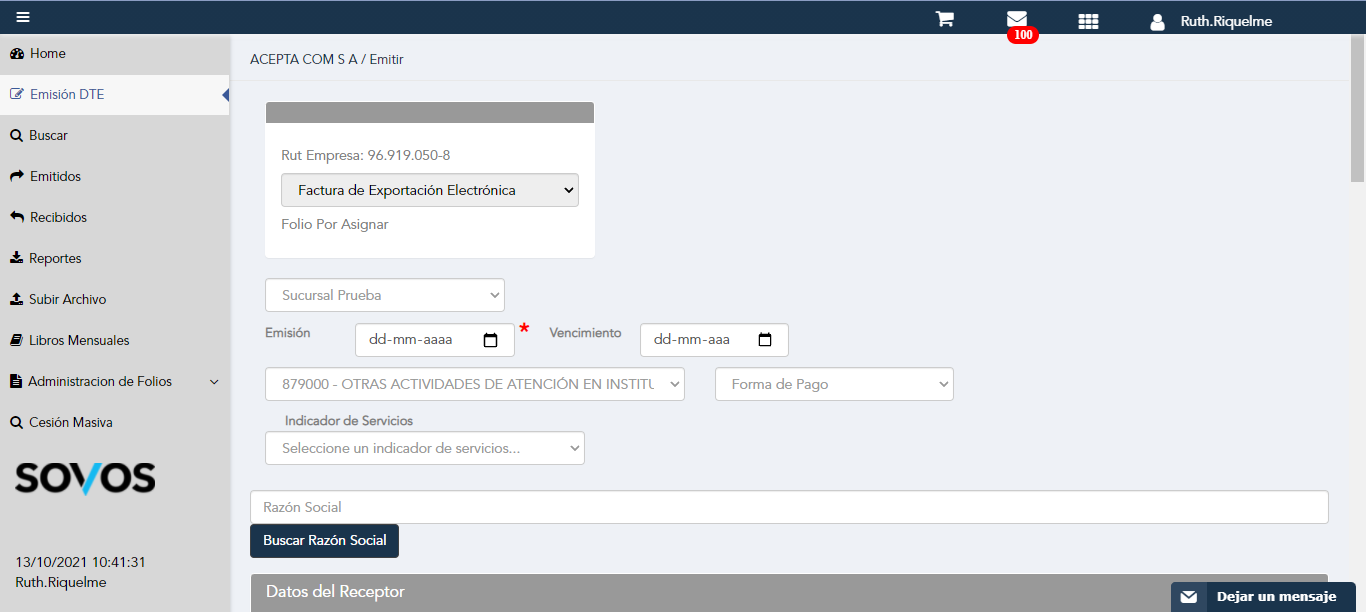 Ruth.Riquelme
100
Home
ACEPTA COM S A / Emitir
Emisión DTE
Buscar
Emitidos
Recibidos
Reportes
Subir Archivo
Libros Mensuales
Administracion de Folios
Cesión Masiva
SOVOS
13/10/2021 10:41:31
Ruth.Riquelme
Rut Empresa: 96.919.050-8
Factura de Exportación Electrónica
Folio Por Asignar
Sucursal Prueba
Emisión dd-mm-aaaa * Vencimiento dd-mm-aaa
879000 - OTRAS ACTIVIDADES DE ATENCIÓN EN INSTITU Forma de Pago
Indicador de Servicios
Seleccione un indicador de servicios...
Razón Social
Buscar Razón Social
Datos del Receptor
Dejar un mensaje